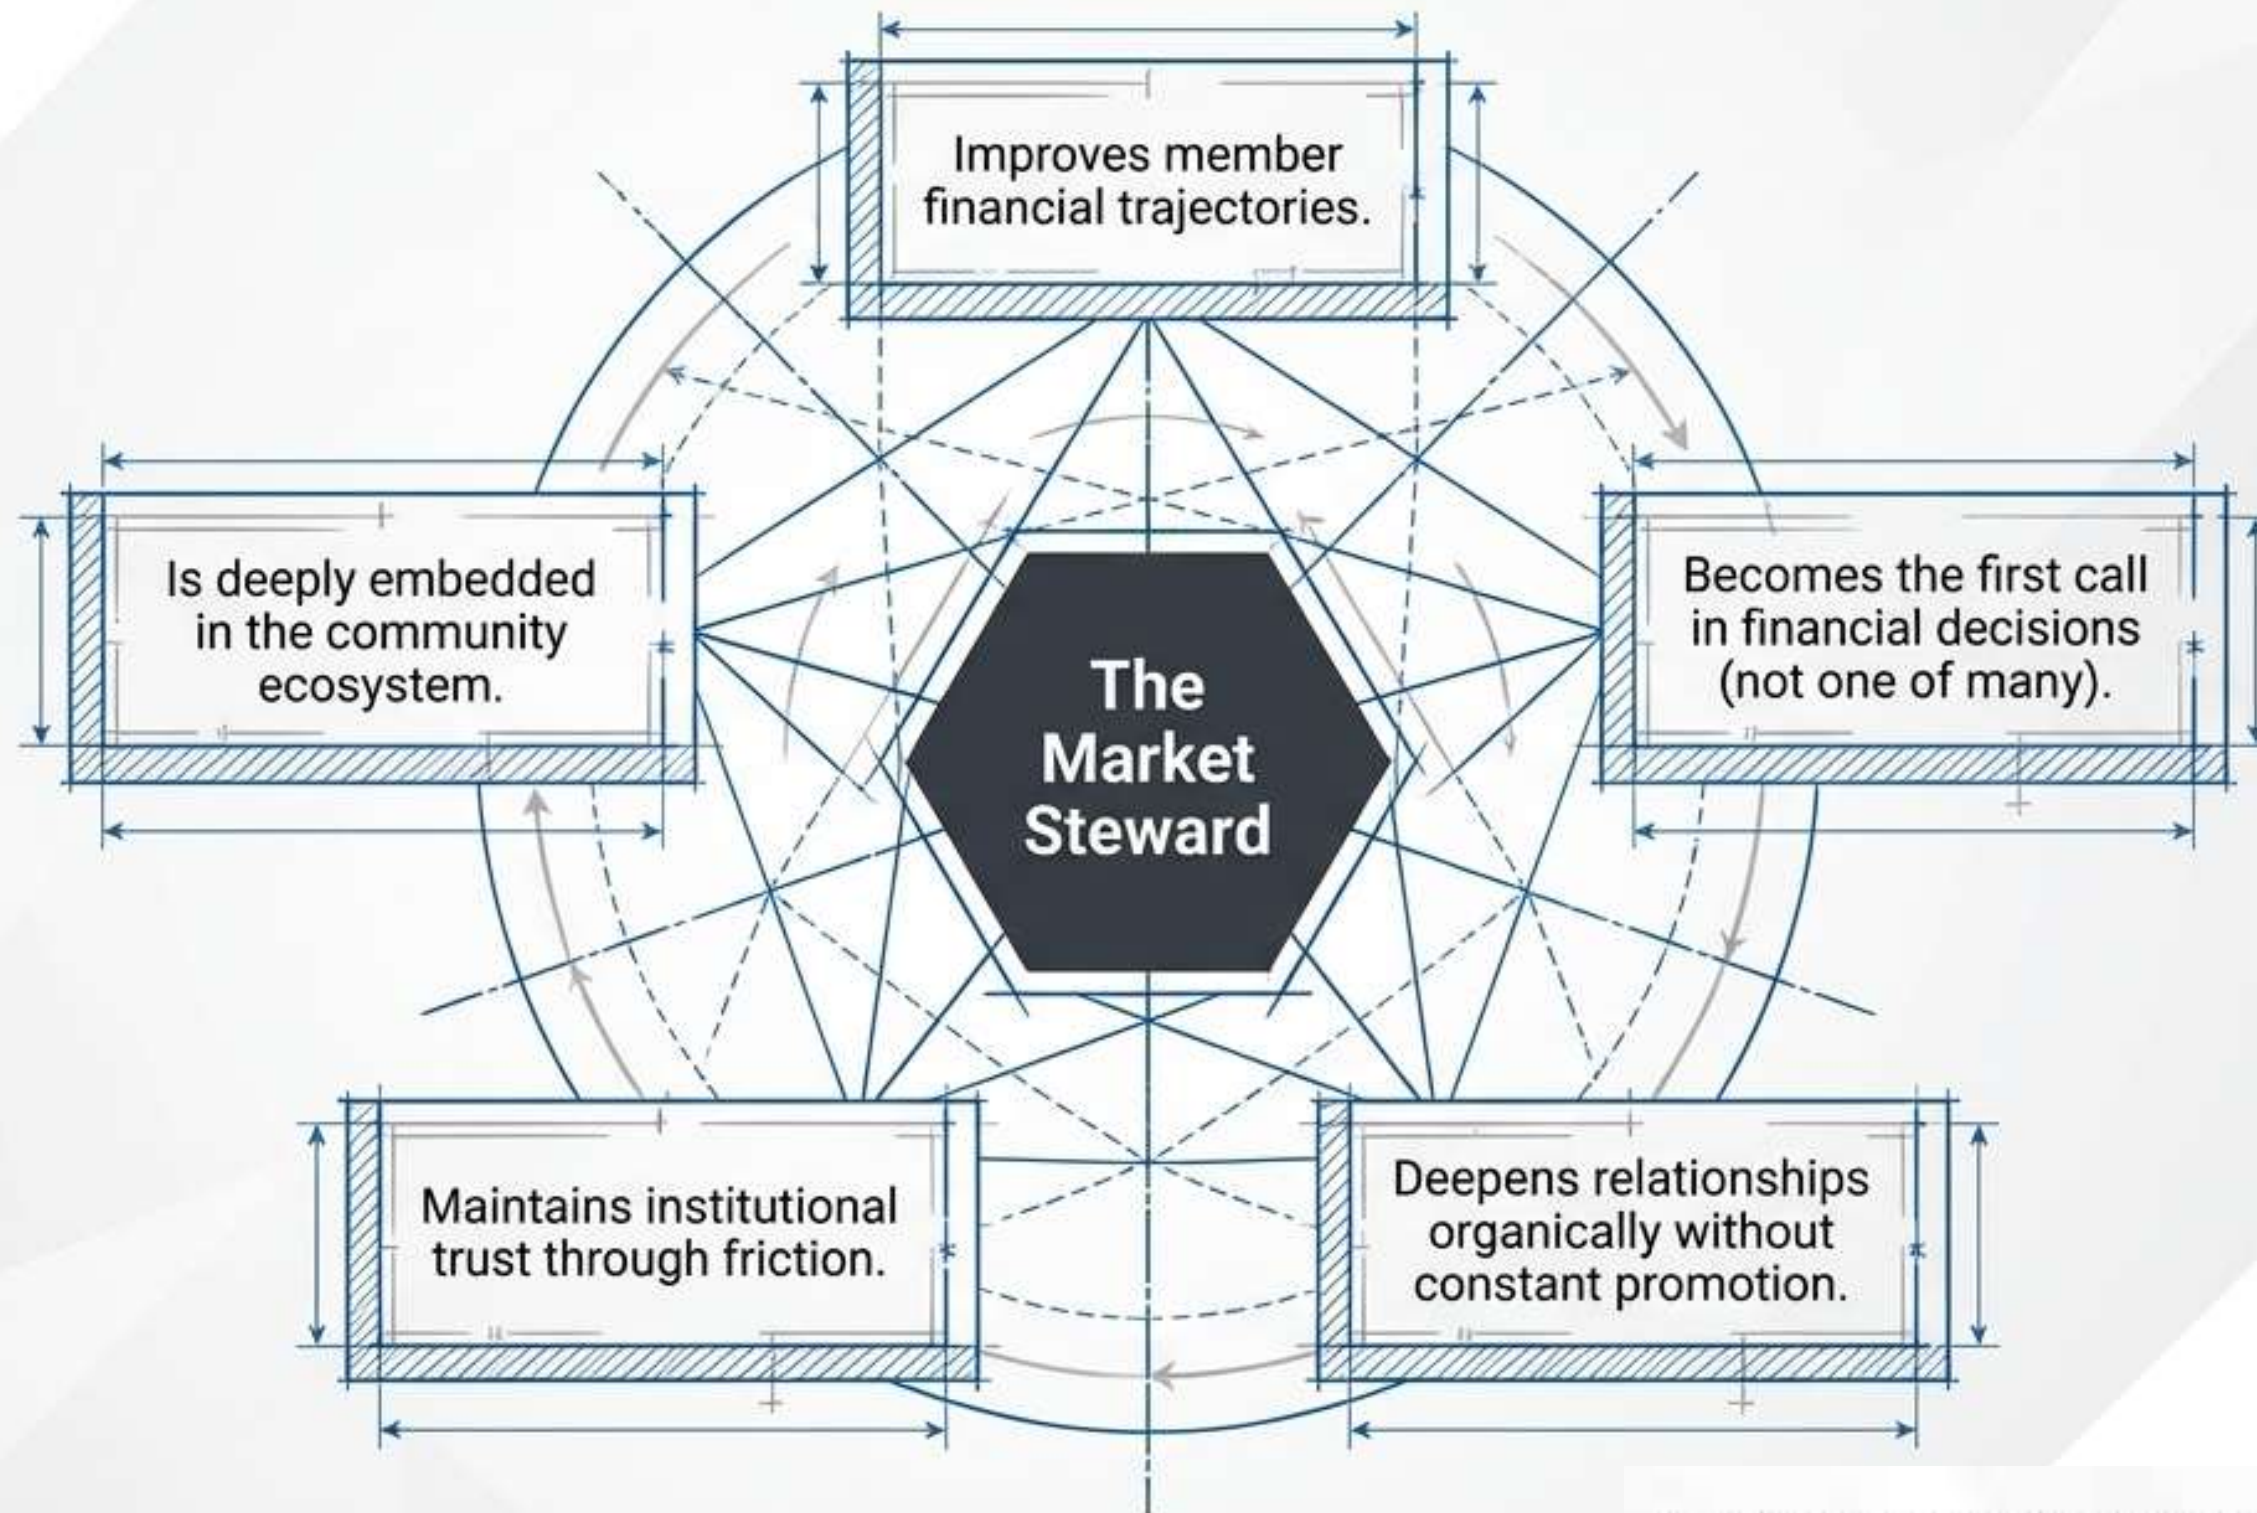 Improves member
financial trajectories.
Is deeply embedded
in the community
ecosystem.
Becomes the first call
in financial decisions
(not one of many).
The
Market
Steward
Maintains institutional
trust through friction.
Deepens relationships
organically without
constant promotion.